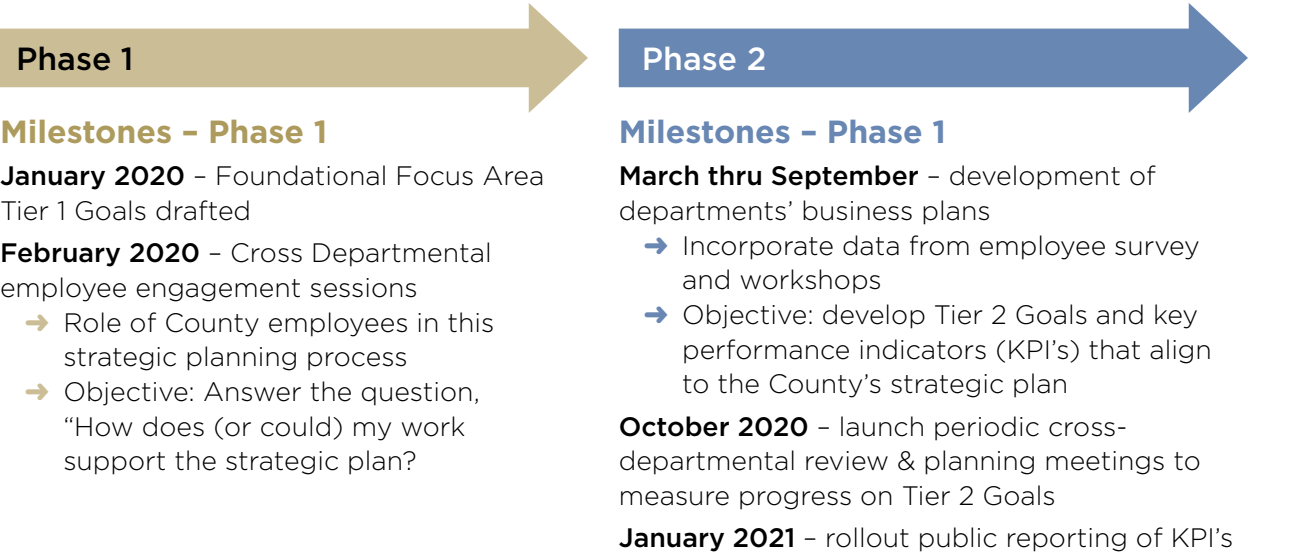 Phase 1
Milestones – Phase 1
January 2020 – Foundational Focus Area
Tier 1 Goals drafted
February 2020 – Cross Departmental
employee engagement sessions
➜ Role of County employees in this
strategic planning process
➜ Objective: Answer the question,
“How does (or could) my work
support the strategic plan?
Phase 2
Milestones – Phase 1
March thru September – development of
departments’ business plans
➜ Incorporate data from employee survey
and workshops
➜ Objective: develop Tier 2 Goals and key
performance indicators (KPI’s) that align
to the County’s strategic plan
October 2020 – launch periodic cross-
departmental review & planning meetings to
measure progress on Tier 2 Goals
January 2021 – rollout public reporting of KPI’s